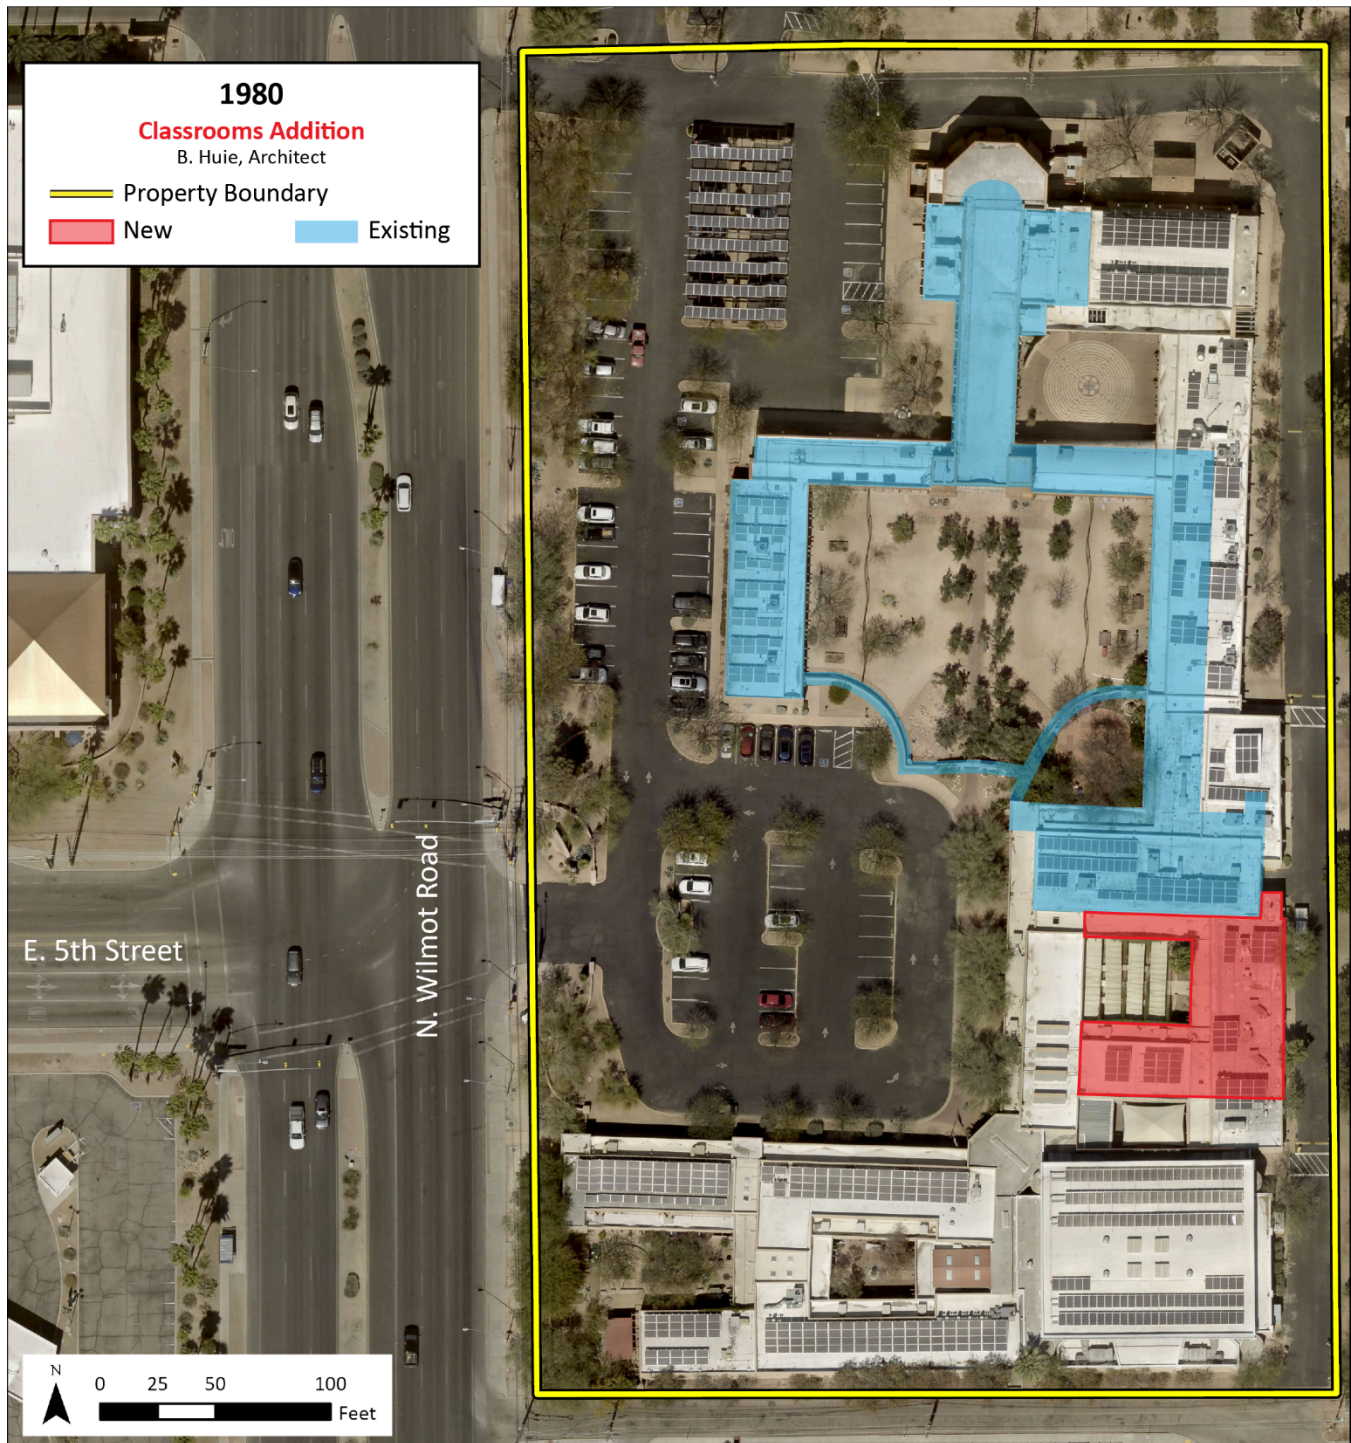 1980
Classrooms Addition
B. Huie, Architect
Property Boundary
New Existing
N. Wilmot Road
E. 5th Street
N
0 25 50 100
Feet